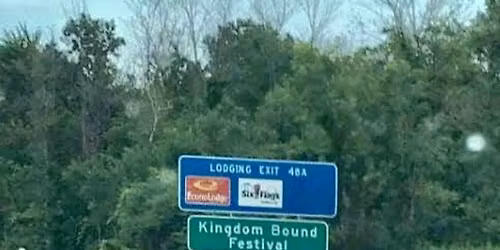 LODGING EXIT 48A
EconoLodge
Six Flags
Kingdom Bound
Festival